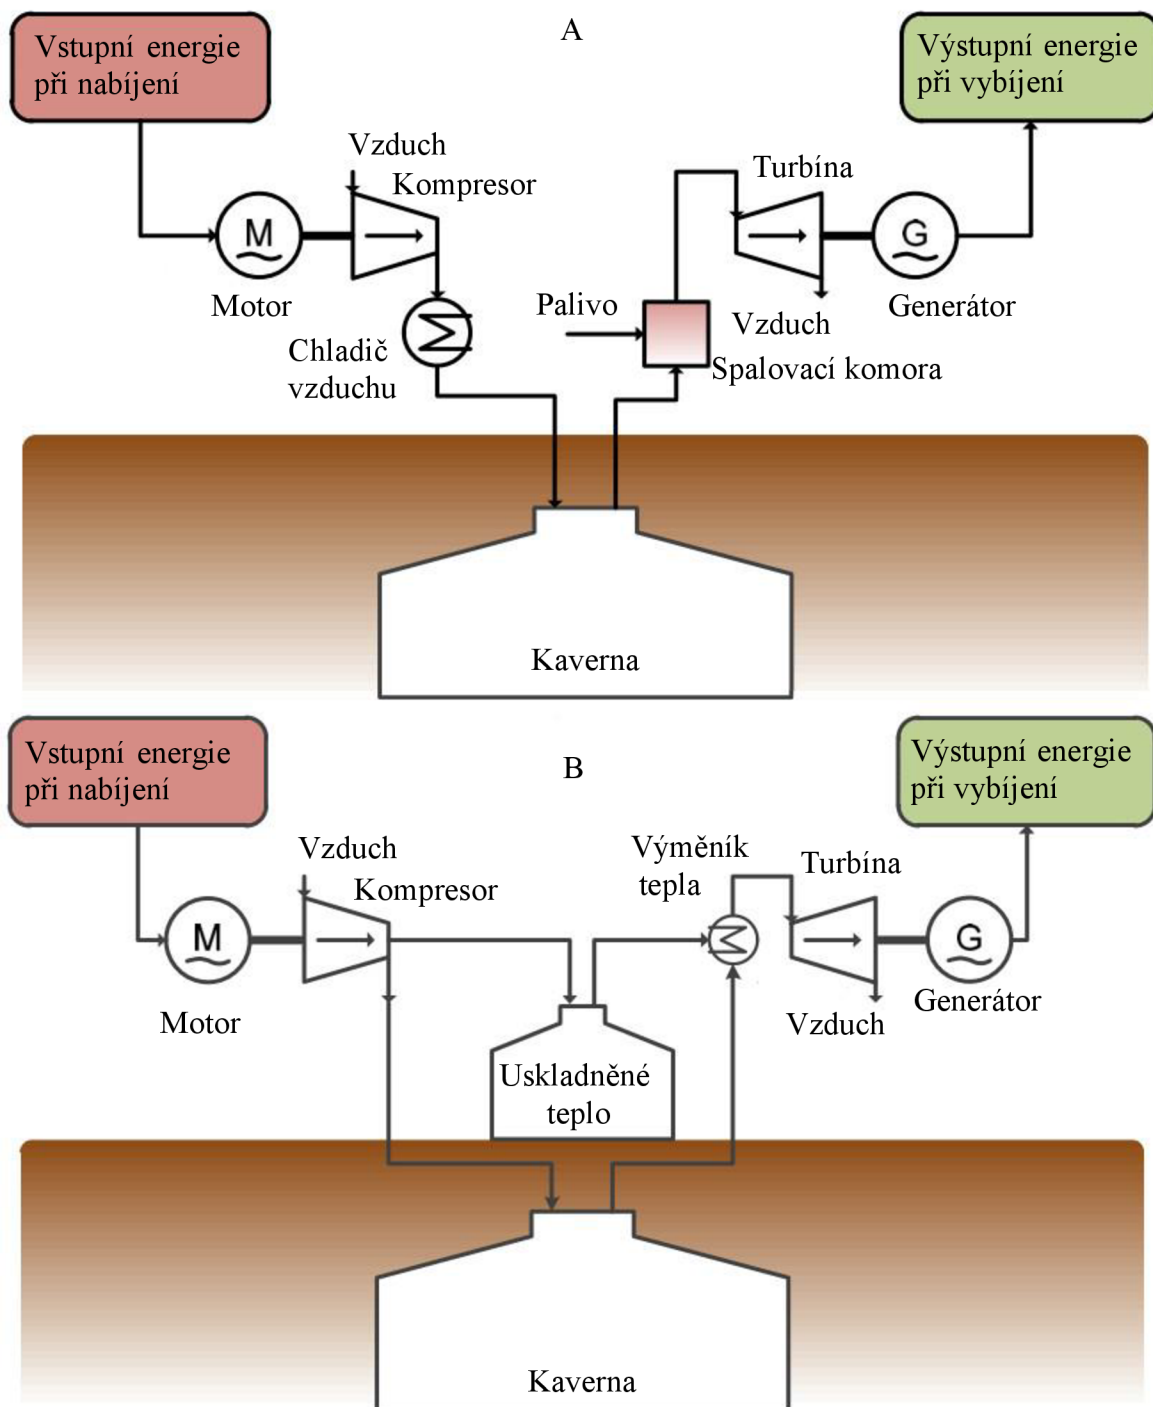 A
Vstupní energie
při nabíjení
Výstupní energie
při vybíjení
Vzduch
Kompresor
Turbína
M
G
Motor
Palivo
Vzduch
Generátor
Chladič
vzduchu
Spalovací komora
Kaverna
Vstupní energie
při nabíjení
B
Výstupní energie
při vybíjení
Vzduch
Kompresor
Výměník
tepla
Turbína
M
G
Motor
Vzduch
Generátor
Uskladněné
teplo
Kaverna